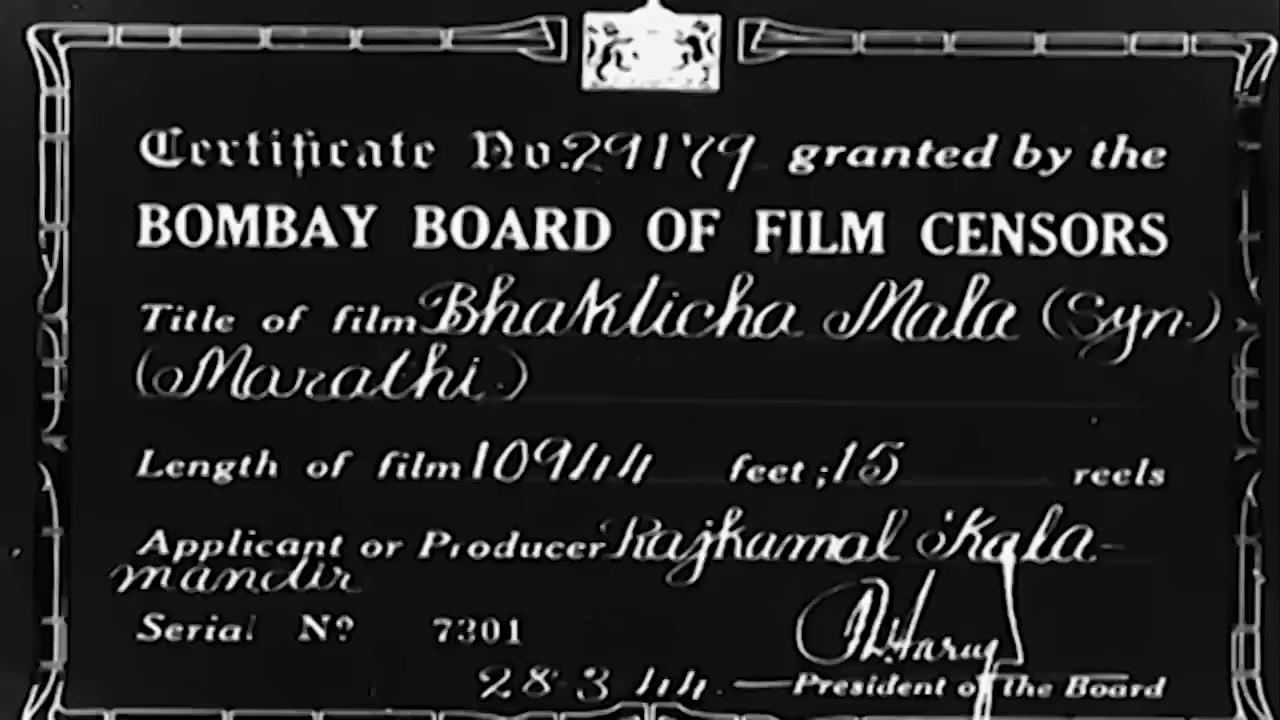 Certificate No. 29179 granted by the
BOMBAY BOARD OF FILM CENSORS
Title of film Bhakticha Mala (Syn.)
(Marathi.)
Length of film 10944 feet; 15 reels
Applicant or Producer Rajkamal Kala-
mandir
Serial No 7301
28 3 44. — President of the Board